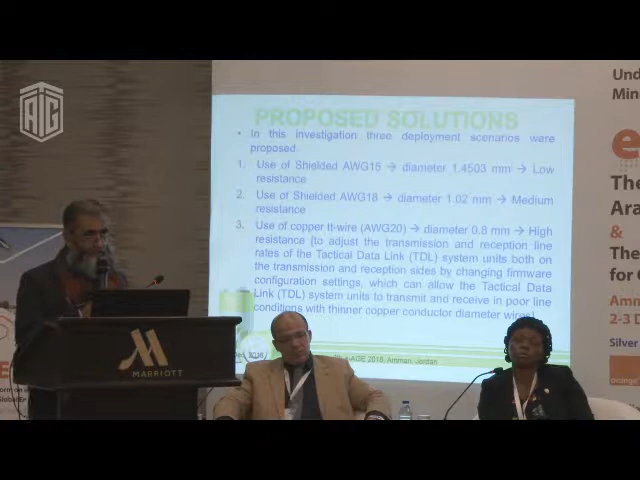 AIG
Und
Min
PROPOSED SOLUTIONS
• In this investigation three deployment scenarios were
proposed
1. Use of Shielded AWG15 → diameter 1.4503 mm → Low
resistance
2. Use of Shielded AWG18 → diameter 1.02 mm → Medium
resistance
3. Use of copper tt-wire (AWG20) → diameter 0.8 mm → High
resistance [to adjust the transmission and reception line
rates of the Tactical Data Link (TDL) system units both on
the transmission and reception sides by changing firmware
configuration settings, which can allow the Tactical Data
Link (TDL) system units to transmit and receive in poor line
conditions with thinner copper conductor diameter wires]
2018, Amman, Jordan
The
Ara
&
The
for
Amm
2-3 D
Silver
orange
M
MARRIOTT